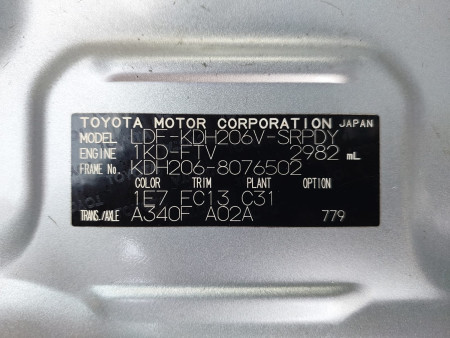 TOYOTA MOTOR CORPORATION JAPAN
MODEL LDF-KDH206V-SRPDY
ENGINE 1KD-FTV 2982 mL
FRAME No. KDH206-8076502
COLOR TRIM PLANT OPTION
1E7 EC13 C31
TRANS./AXLE A340F A02A 779